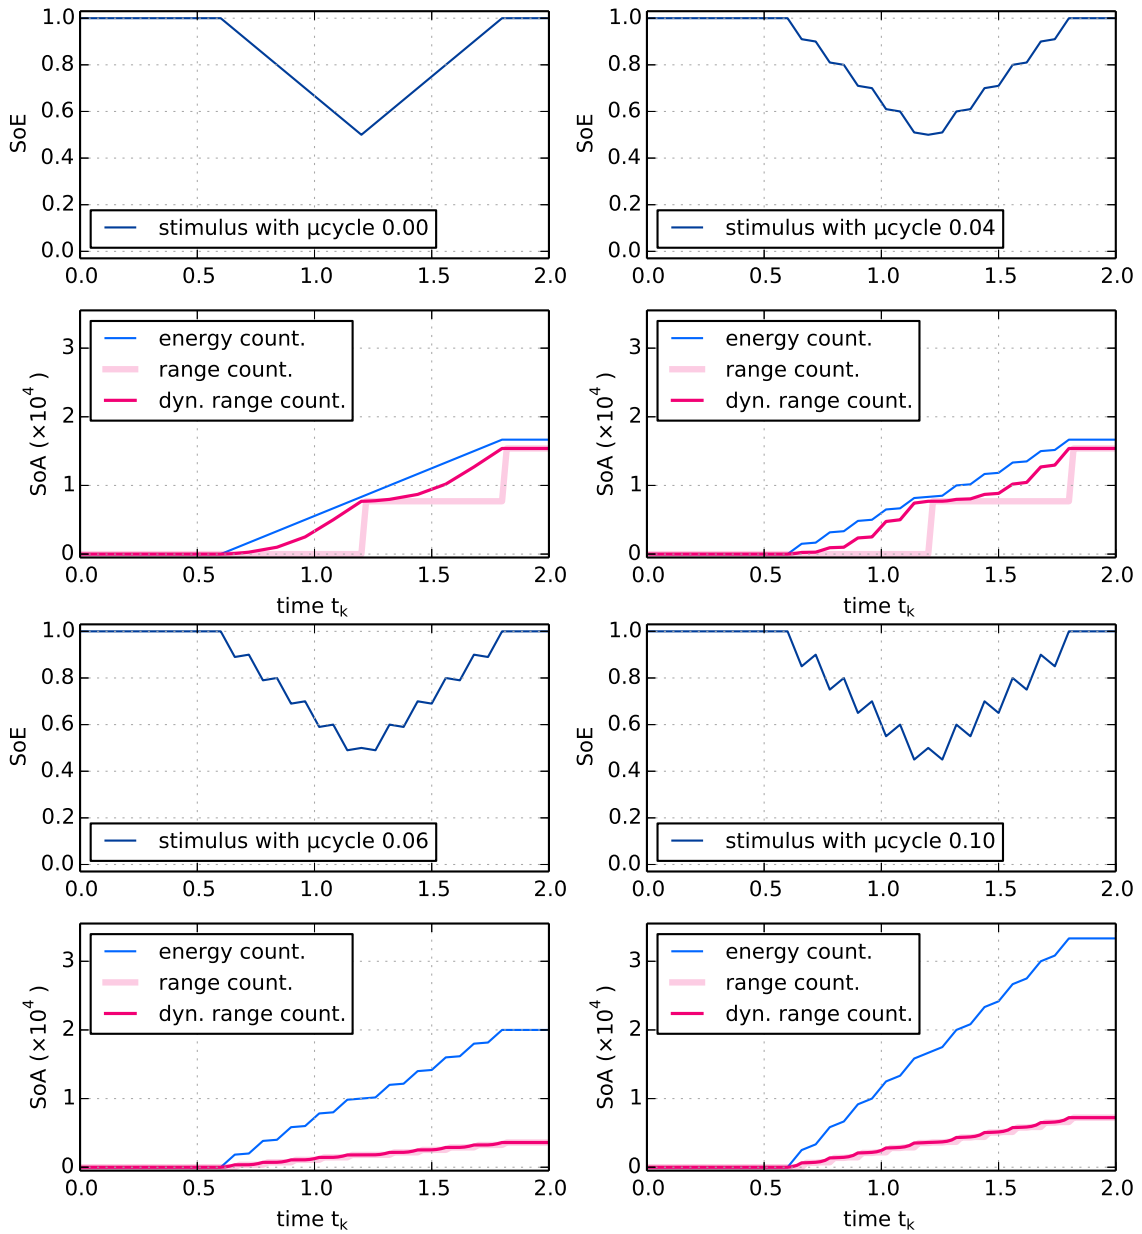 1.0
0.8
0.6
0.4
0.2
0.0
SoE
stimulus with µcycle 0.00
0.0 0.5 1.0 1.5 2.0
1.0
0.8
0.6
0.4
0.2
0.0
SoE
stimulus with µcycle 0.04
0.0 0.5 1.0 1.5 2.0
3
2
1
0
SoA (×10⁴ )
energy count.
range count.
dyn. range count.
0.0 0.5 1.0 1.5 2.0
time tₖ
3
2
1
0
SoA (×10⁴ )
energy count.
range count.
dyn. range count.
0.0 0.5 1.0 1.5 2.0
time tₖ
1.0
0.8
0.6
0.4
0.2
0.0
SoE
stimulus with µcycle 0.06
0.0 0.5 1.0 1.5 2.0
1.0
0.8
0.6
0.4
0.2
0.0
SoE
stimulus with µcycle 0.10
0.0 0.5 1.0 1.5 2.0
3
2
1
0
SoA (×10⁴ )
energy count.
range count.
dyn. range count.
0.0 0.5 1.0 1.5 2.0
time tₖ
3
2
1
0
SoA (×10⁴ )
energy count.
range count.
dyn. range count.
0.0 0.5 1.0 1.5 2.0
time tₖ